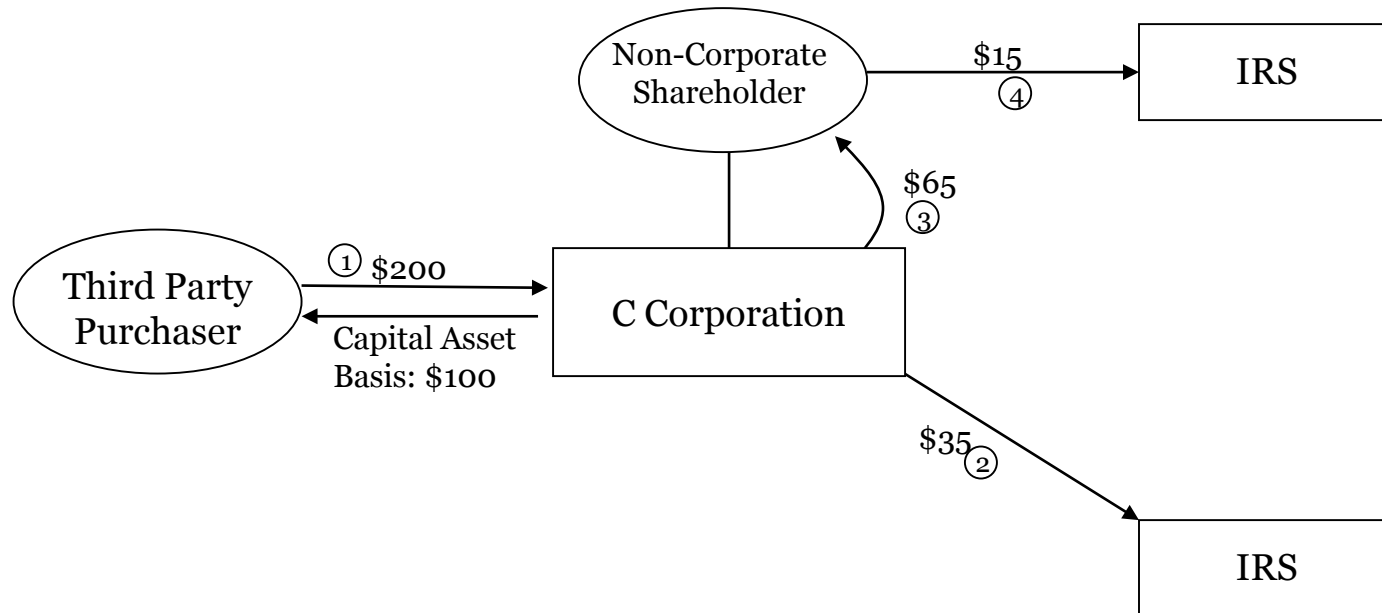 Non-Corporate
Shareholder
$15
④
IRS
$65
③
① $200
Third Party
Purchaser
C Corporation
Capital Asset
Basis: $100
$35
②
IRS